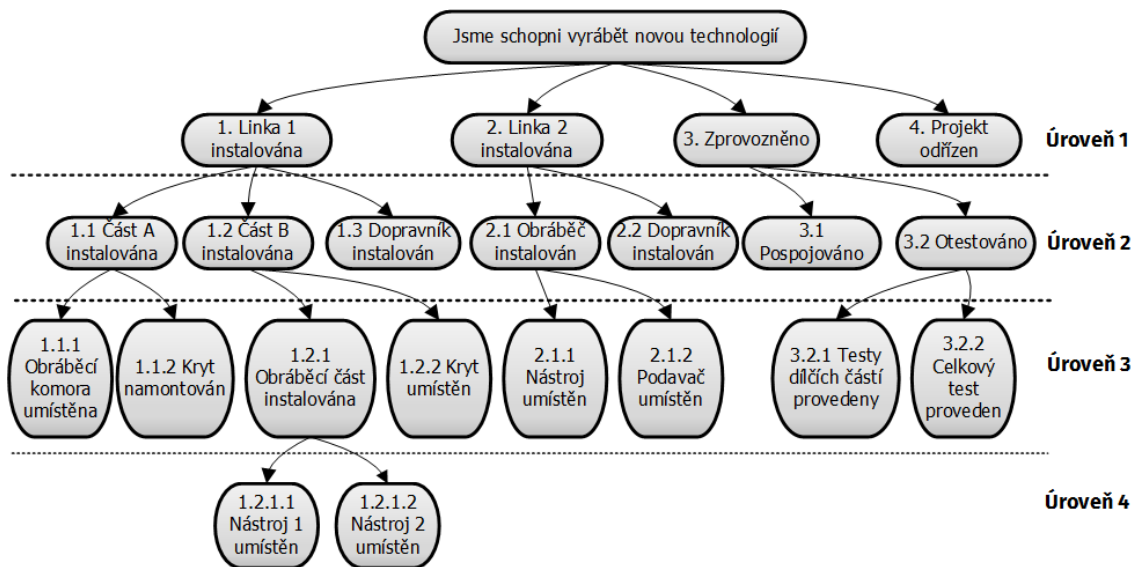 Jsme schopni vyrábět novou technologií
1. Linka 1
instalována
2. Linka 2
instalována
3. Zprovozněno
4. Projekt
odřízen
Úroveň 1
1.1 Část A
instalována
1.2 Část B
instalována
1.3 Dopravník
instalován
2.1 Obráběč
instalován
2.2 Dopravník
instalován
3.1
Pospojováno
3.2 Otestováno
Úroveň 2
1.1.1
Obráběcí
komora
umístěna
1.1.2 Kryt
namontován
1.2.1
Obráběcí část
instalována
1.2.2 Kryt
umístěn
2.1.1
Nástroj
umístěn
2.1.2
Podavač
umístěn
3.2.1 Testy
dílčích částí
provedeny
3.2.2
Celkový
test
proveden
Úroveň 3
1.2.1.1
Nástroj 1
umístěn
1.2.1.2
Nástroj 2
umístěn
Úroveň 4